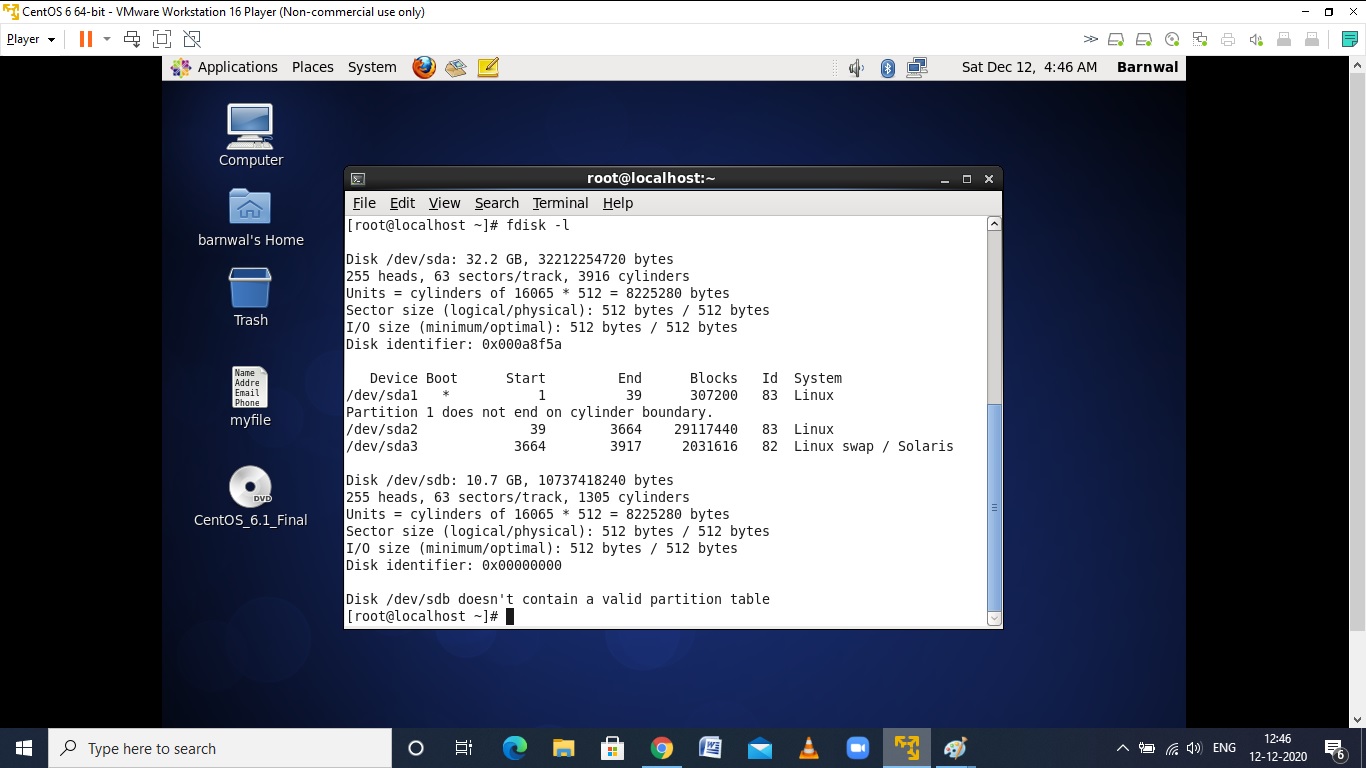 CentOS 6 64-bit - VMware Workstation 16 Player (Non-commercial use only)
Player
Applications Places System Sat Dec 12, 4:46 AM Barnwal
Computer
barnwal's Home
Trash
Name
Addre
Email
Phone
myfile
DVD
CentOS_6.1_Final
root@localhost:~
File Edit View Search Terminal Help
[root@localhost ~]# fdisk -l
Disk /dev/sda: 32.2 GB, 32212254720 bytes
255 heads, 63 sectors/track, 3916 cylinders
Units = cylinders of 16065 * 512 = 8225280 bytes
Sector size (logical/physical): 512 bytes / 512 bytes
I/O size (minimum/optimal): 512 bytes / 512 bytes
Disk identifier: 0x000a8f5a
Device Boot Start End Blocks Id System
/dev/sda1 * 1 39 307200 83 Linux
Partition 1 does not end on cylinder boundary.
/dev/sda2 39 3664 29117440 83 Linux
/dev/sda3 3664 3917 2031616 82 Linux swap / Solaris
Disk /dev/sdb: 10.7 GB, 10737418240 bytes
255 heads, 63 sectors/track, 1305 cylinders
Units = cylinders of 16065 * 512 = 8225280 bytes
Sector size (logical/physical): 512 bytes / 512 bytes
I/O size (minimum/optimal): 512 bytes / 512 bytes
Disk identifier: 0x00000000
Disk /dev/sdb doesn't contain a valid partition table
[root@localhost ~]#
Type here to search
ENG
12:46
12-12-2020
6